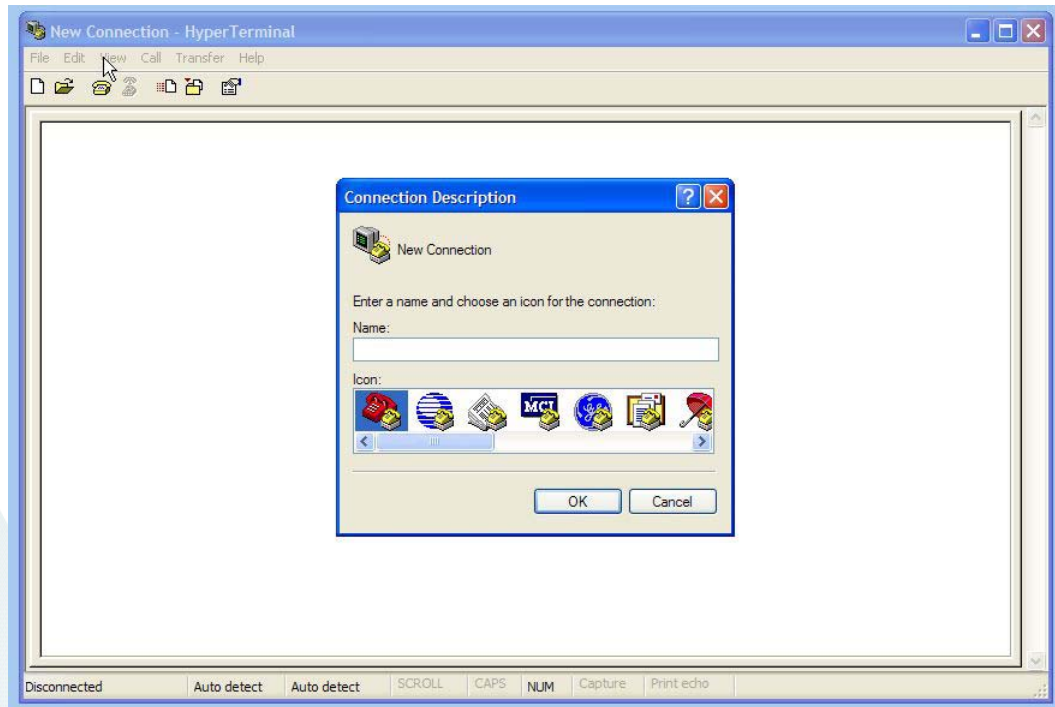 New Connection - HyperTerminal
File Edit View Call Transfer Help
Connection Description
New Connection
Enter a name and choose an icon for the connection:
Name:
Icon:
MCI
OK Cancel
Disconnected Auto detect Auto detect SCROLL CAPS NUM Capture Print echo